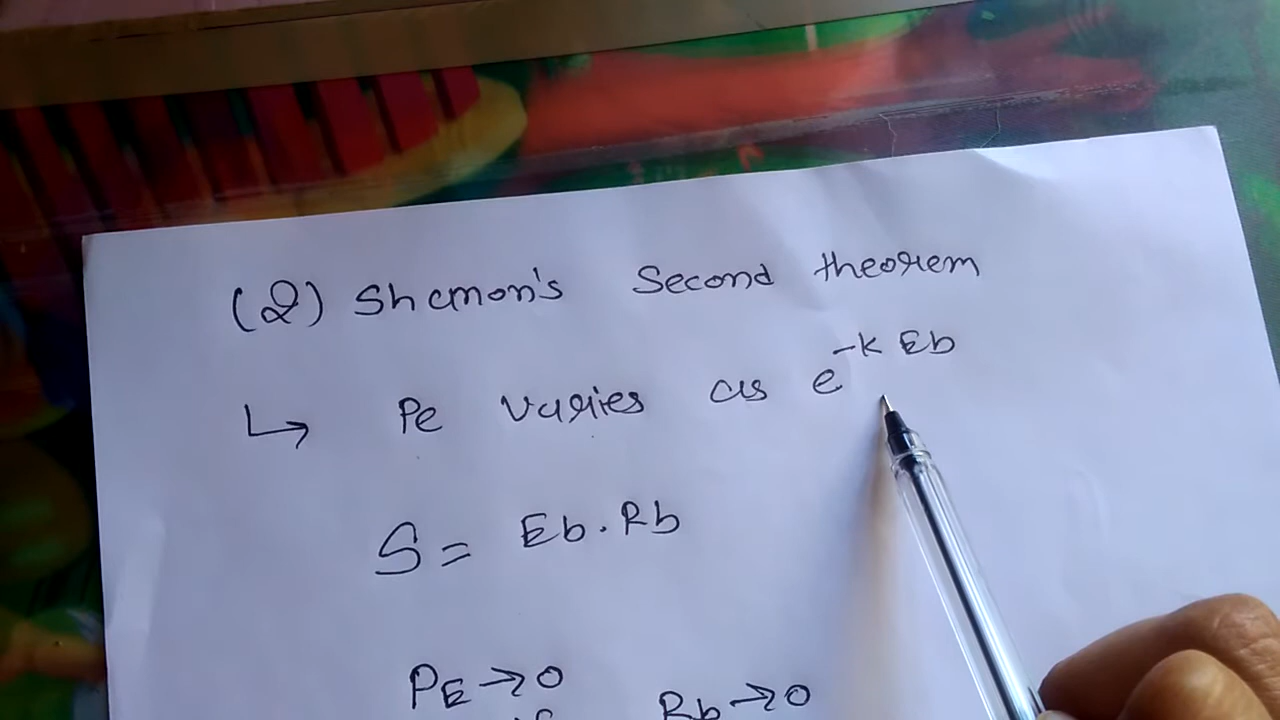 (2) Shannon's Second theorem
↳ Pe varies as e^{-K Eb}
S = Eb . Rb
PE → 0
Rb → 0